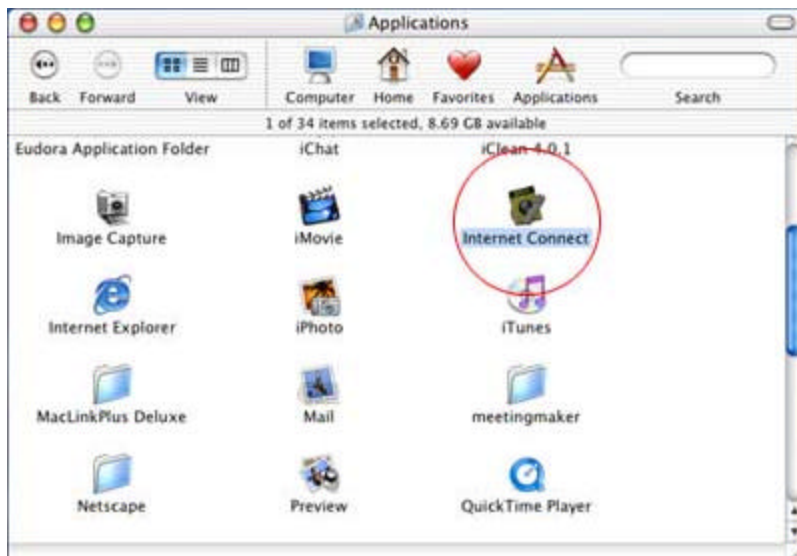 Applications
Back Forward View Computer Home Favorites Applications Search
1 of 34 items selected, 8.69 GB available
Eudora Application Folder iChat iClean 4.0.1
Image Capture iMovie Internet Connect
Internet Explorer iPhoto iTunes
MacLinkPlus Deluxe Mail meetingmaker
Netscape Preview QuickTime Player